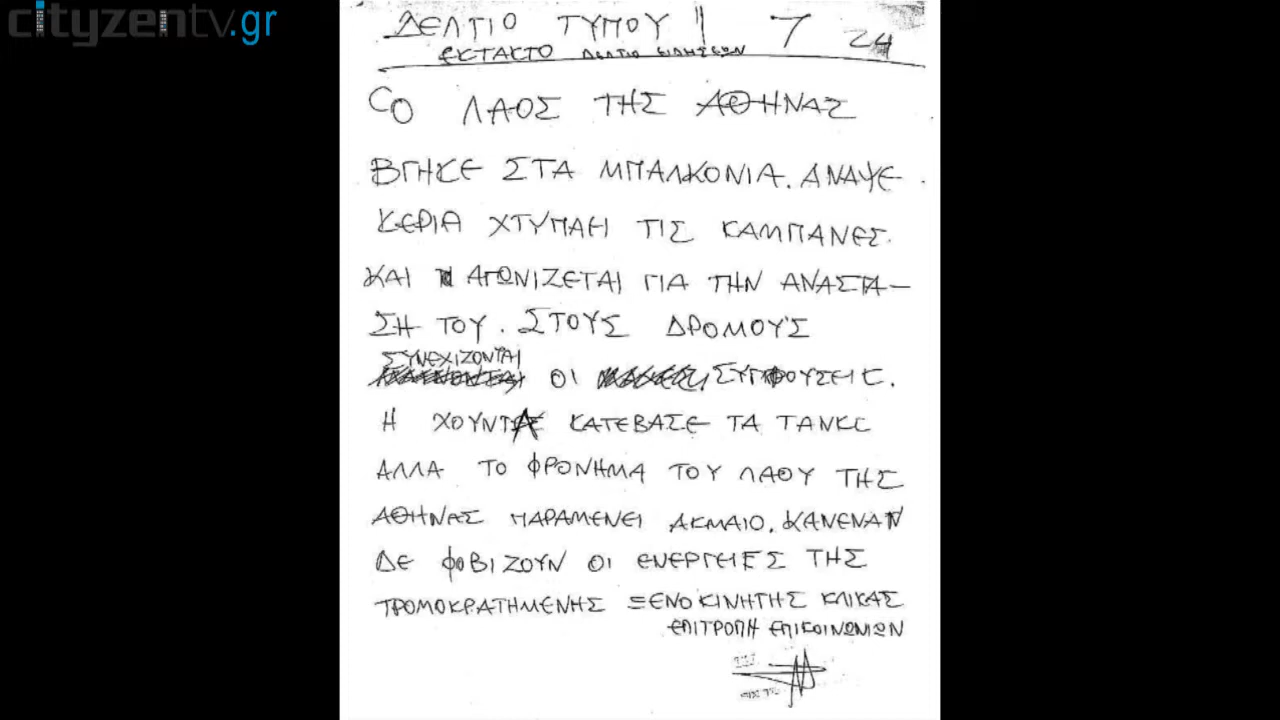 cityzentv.gr
ΔΕΛΤΙΟ ΤΥΠΟΥ 7 24
ΕΚΤΑΚΤΟ ΔΕΛΤΙΟ ΕΙΔΗΣΕΩΝ
Ο ΛΑΟΣ ΤΗΣ ΑΘΗΝΑΣ
ΒΓΗΚΕ ΣΤΑ ΜΠΑΛΚΟΝΙΑ. ΑΝΑΨΕ
ΚΕΡΙΑ ΧΤΥΠΑΕΙ ΤΙΣ ΚΑΜΠΑΝΕΣ.
ΚΑΙ ΑΓΩΝΙΖΕΤΑΙ ΓΙΑ ΤΗΝ ΑΝΑΣΤΑ-
ΣΗ ΤΟΥ. ΣΤΟΥΣ ΔΡΟΜΟΥΣ
ΣΥΝΕΧΙΖΟΝΤΑΙ
ΟΙ ΣΥΓΚΡΟΥΣΕΙΣ.
Η ΧΟΥΝΤΑ ΚΑΤΕΒΑΣΕ ΤΑ ΤΑΝΚΣ
ΑΛΛΑ ΤΟ ΦΡΟΝΗΜΑ ΤΟΥ ΛΑΟΥ ΤΗΣ
ΑΘΗΝΑΣ ΠΑΡΑΜΕΝΕΙ ΑΚΜΑΙΟ. ΚΑΝΕΝΑΝ
ΔΕ ΦΟΒΙΖΟΥΝ ΟΙ ΕΝΕΡΓΕΙΕΣ ΤΗΣ
ΤΡΟΜΟΚΡΑΤΗΜΕΝΗΣ ΞΕΝΟΚΙΝΗΤΗΣ ΚΛΙΚΑΣ
ΕΠΙΤΡΟΠΗ ΕΠΙΚΟΙΝΩΝΙΩΝ